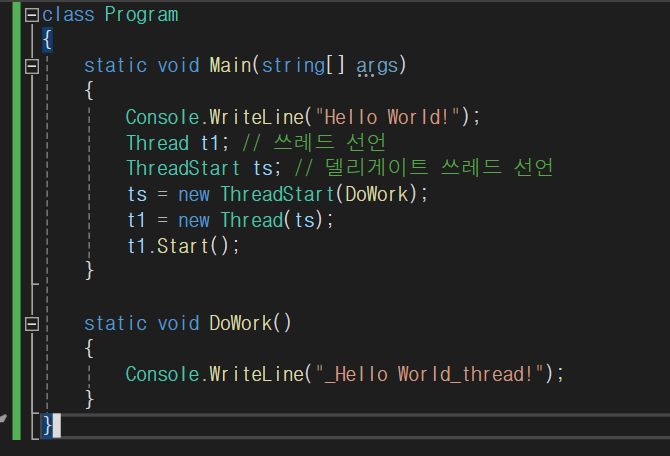 class Program
{
static void Main(string[] args)
{
Console.WriteLine("Hello World!");
Thread t1; // 쓰레드 선언
ThreadStart ts; // 델리게이트 쓰레드 선언
ts = new ThreadStart(DoWork);
t1 = new Thread(ts);
t1.Start();
}
static void DoWork()
{
Console.WriteLine("_Hello World_thread!");
}
}